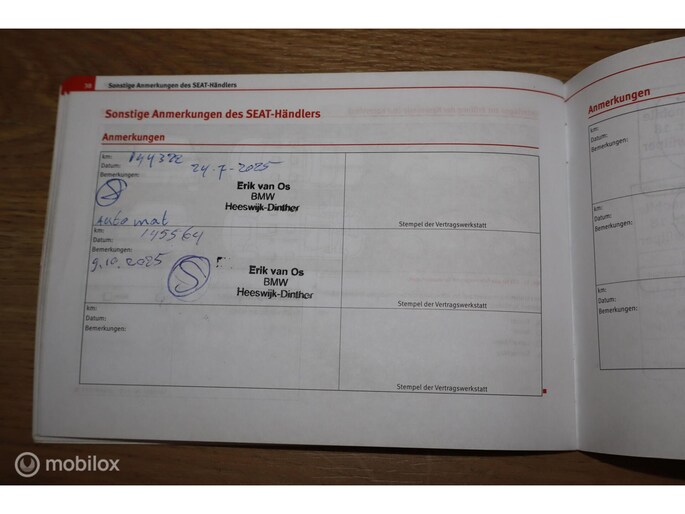 38 Sonstige Anmerkungen des SEAT-Händlers
Sonstige Anmerkungen des SEAT-Händlers
Anmerkungen
km: 144322
Datum: 24.7-2025
Bemerkungen:
Erik van Os
BMW
Heeswijk-Dinther
Automat
Stempel der Vertragswerkstatt
km: 145564
Datum:
Bemerkungen:
9.10.2025
Erik van Os
BMW
Heeswijk-Dinther
Stempel der Vertragswerkstatt
km:
Datum:
Bemerkungen:
Stempel der Vertragswerkstatt
Anmerkungen
km:
Datum:
Bemerkungen:
km:
Datum:
Bemerkungen:
km:
Datum:
Bemerkungen:
mobilox